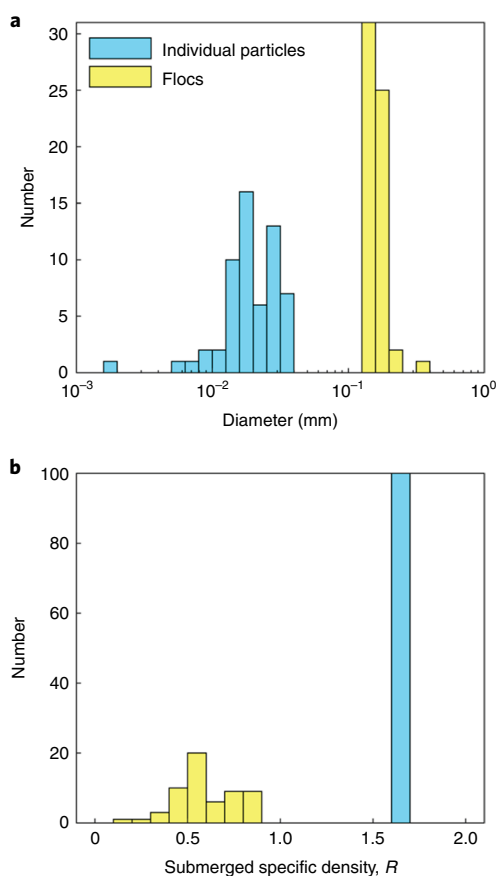 a
30
25
20
15
10
5
0
Number
Individual particles
Flocs
10⁻³
10⁻²
10⁻¹
10⁰
Diameter (mm)
b
100
80
60
40
20
0
Number
0
0.5
1.0
1.5
2.0
Submerged specific density, R